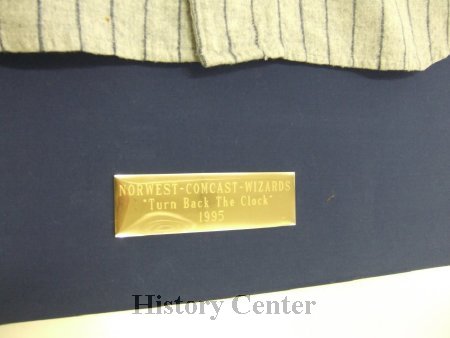 NORWEST-COMCAST-WIZARDS
"Turn Back The Clock"
1995
History Center